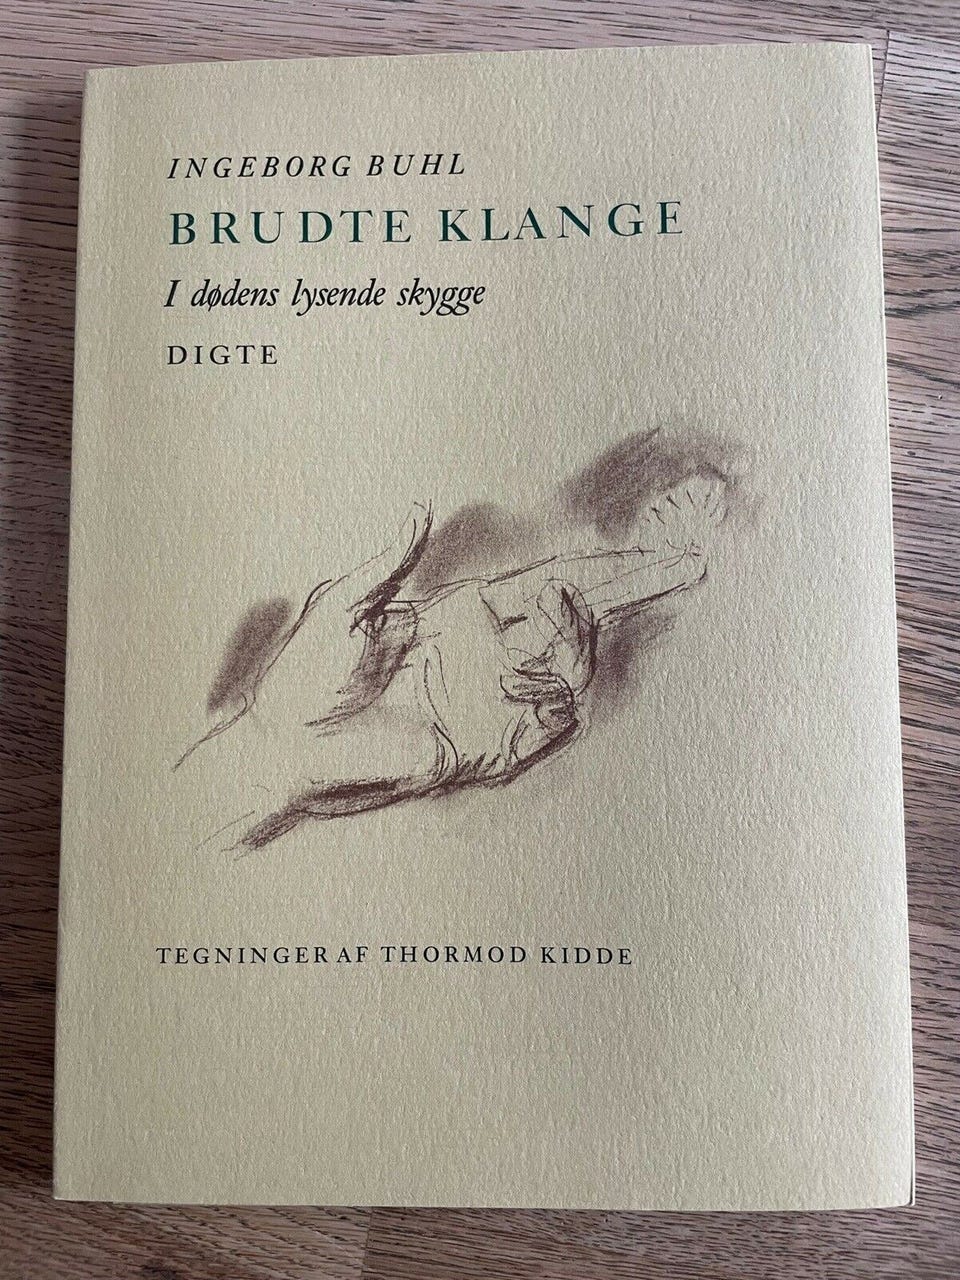 INGEBORG BUHL
BRUDTE KLANGE
I dødens lysende skygge
DIGTE
TEGNINGER AF THORMOD KIDDE